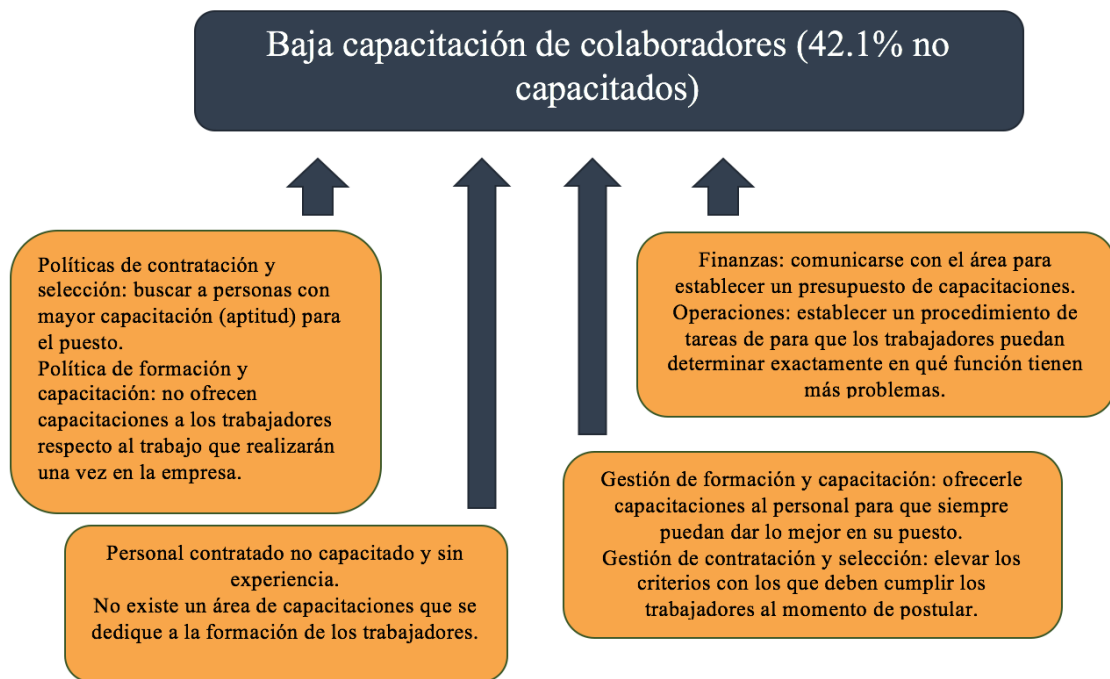 Baja capacitación de colaboradores (42.1% no
capacitados)
Políticas de contratación y
selección: buscar a personas con
mayor capacitación (aptitud) para
el puesto.
Política de formación y
capacitación: no ofrecen
capacitaciones a los trabajadores
respecto al trabajo que realizarán
una vez en la empresa.
Personal contratado no capacitado y sin
experiencia.
No existe un área de capacitaciones que se
dedique a la formación de los trabajadores.
Finanzas: comunicarse con el área para
establecer un presupuesto de capacitaciones.
Operaciones: establecer un procedimiento de
tareas de para que los trabajadores puedan
determinar exactamente en qué función tienen
más problemas.
Gestión de formación y capacitación: ofrecerle
capacitaciones al personal para que siempre
puedan dar lo mejor en su puesto.
Gestión de contratación y selección: elevar los
criterios con los que deben cumplir los
trabajadores al momento de postular.